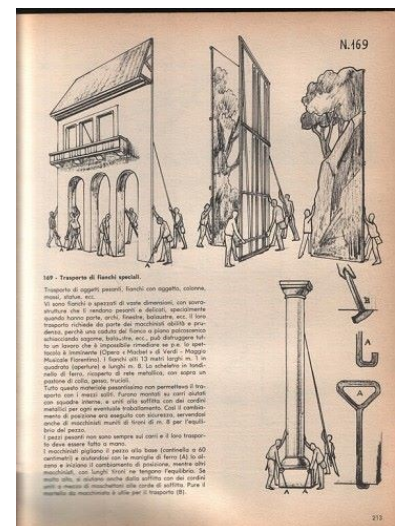 N.169
169 - Trasporto di fianchi speciali.
Trasporto di oggetti pesanti, fianchi con aggetto, colonne,
massi, statue, ecc.
Vi sono fianchi o spezzati di vaste dimensioni, con sovra-
strutture che li rendono pesanti e delicati, specialmente
quando hanno porte, archi, finestre, balaustre, ecc. Il loro
trasporto richiede da parte dei macchinisti abilità e pru-
denza, perchè una caduta del fianco a piano palcoscenico
schiacciando sagome, balaustre, ecc., può distruggere tut-
to un lavoro che è impossibile rimediare se p.e. lo spet-
tacolo è imminente (Opera « Macbet » di Verdi - Maggio
Musicale Fiorentino). I fianchi alti 13 metri larghi m. 1 in
quadrato (aperture) e lunghi m. 8. Lo scheletro in tondi-
nello di ferro, ricoperto di rete metallica, con sopra un
pastone di colla, gesso, trucioli.
Tutto questo materiale pesantissimo non permetteva il tra-
sporto con i mezzi soliti. Furono montati su carri aiutati
con squadre interne, e uniti alla soffitta con dei cordini
metallici per ogni eventuale traballamento. Così il cambia-
mento di posizione era eseguito con sicurezza, servendosi
anche di macchinisti muniti di tironi di m. 8 per l'equili-
brio del pezzo.
I pezzi pesanti non sono sempre sui carri e il loro traspor-
to deve essere fatto a mano.
I macchinisti pigliano il pezzo alla base (cantinella a 60
centimetri) e aiutandosi con le maniglie di ferro (A) lo al-
zano e iniziano il cambiamento di posizione, mentre altri
macchinisti, con lunghi tironi ne tengono l'equilibrio. Se
molto alto, si aiutano anche dalla soffitta con dei cordini
uniti a mezzo di moschettoni alle corde di soffitta. Pure il
martello da macchinista è utile per il trasporto (B).
B
A
A
A A
213